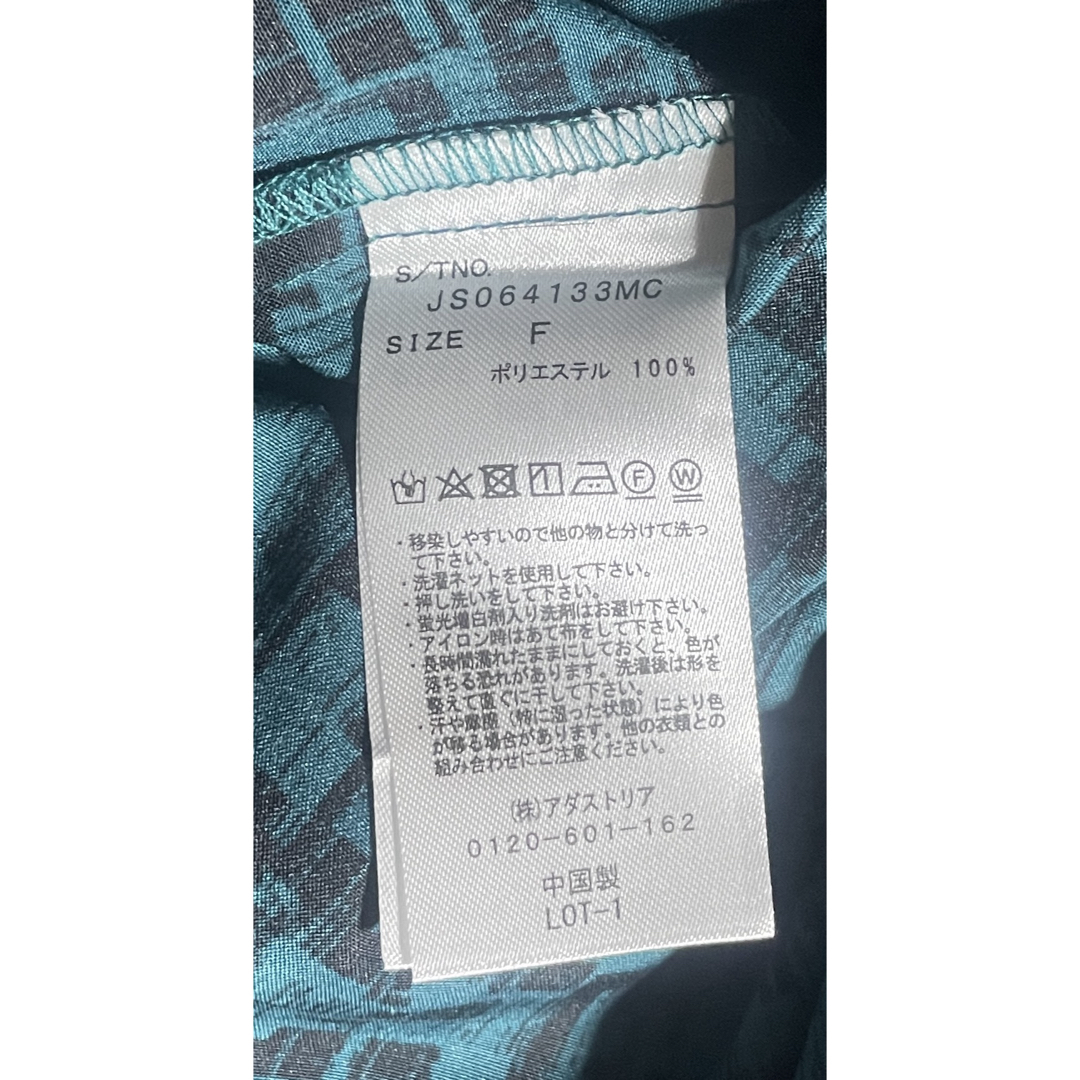 S/TNO.
JS064133MC
SIZE F
ポリエステル 100%
F W
・移染しやすいので他の物と分けて洗っ
て下さい。
・洗濯ネットを使用して下さい。
・押し洗いをして下さい。
・蛍光増白剤入り洗剤はお避け下さい。
・アイロン時はあて布をして下さい。
・長時間濡れたままにしておくと、色が
落ちる恐れがあります。洗濯後は形を
整えて直ぐに干して下さい。
・汗や摩擦（特に湿った状態）により色
が移る場合があります。他の衣類との
組み合わせにご注意ください。
(株)アダストリア
0120-601-162
中国製
LOT-1